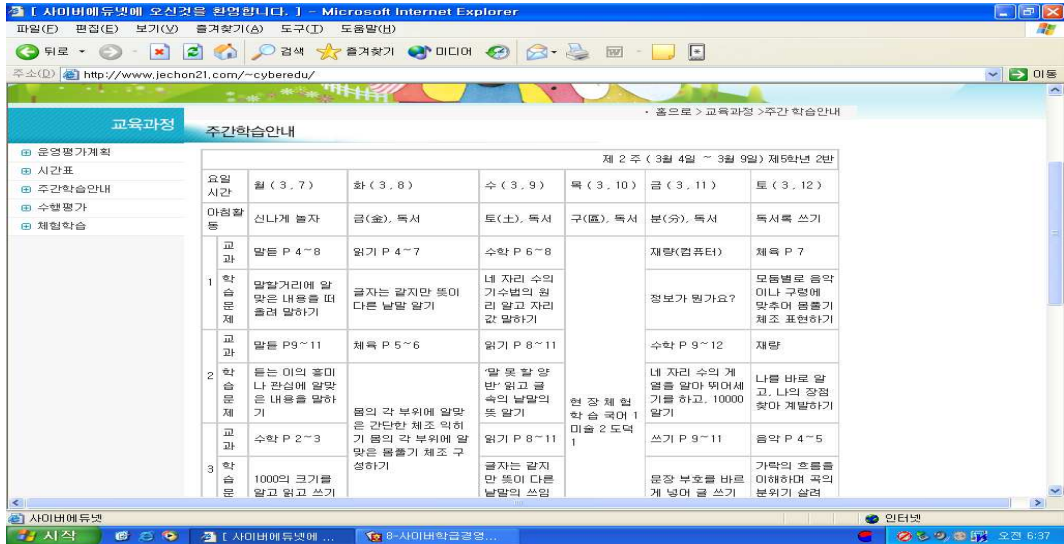 [ 사이버에듀넷에 오신것을 환영합니다. ] - Microsoft Internet Explorer
파일(F) 편집(E) 보기(V) 즐겨찾기(A) 도구(T) 도움말(H)
뒤로 검색 즐겨찾기 미디어
주소(D) http://www.jechon21.com/~cyberedu/ 이동
· 홈으로 > 교육과정 >주간 학습안내
교육과정
주간학습안내
운영평가계획
시간표
주간학습안내
수행평가
체험학습
제 2 주 ( 3월 4일 ~ 3월 9일) 제5학년 2반
요일
시간
월 ( 3 , 7 ) 화 ( 3 , 8 ) 수 ( 3 , 9 ) 목 ( 3 , 10 ) 금 ( 3 , 11 ) 토 ( 3 , 12 )
아침활
동
신나게 놀자 금(金), 독서 토(土), 독서 구(區), 독서 분(分), 독서 독서록 쓰기
1
교
과
말듣 P 4~8 읽기 P 4~7 수학 P 6~8 재량(컴퓨터) 체육 P 7
학
습
문
제
말할거리에 알
맞은 내용을 떠
올려 말하기
글자는 같지만 뜻이
다른 낱말 알기
네 자리 수의
기수법의 원
리 알고 자리
값 말하기
정보가 뭔가요?
모둠별로 음악
이나 구령에
맞추어 몸풀기
체조 표현하기
2
교
과
말듣 P9~11 체육 P 5~6 읽기 P 8~11 수학 P 9~12 재량
학
습
문
제
듣는 이의 흥미
나 관심에 알맞
은 내용을 말하
기
몸의 각 부위에 알맞
은 간단한 체조 익히
기 몸의 각 부위에 알
맞은 몸풀기 체조 구
성하기
'말 못 할 양
반' 읽고 글
속의 낱말의
뜻 알기
현 장 체 험
학 습 국어 1
미술 2 도덕
1
네 자리 수의 계
열을 알아 뛰어세
기를 하고, 10000
알기
나를 바로 알
고, 나의 장점
찾아 계발하기
3
교
과
수학 P 2~3 읽기 P 8~11 쓰기 P 9~11 음악 P 4~5
학
습
문
1000의 크기를
알고 읽고 쓰기
글자는 같지
만 뜻이 다른
낱말의 쓰임
문장 부호를 바르
게 넣어 글 쓰기
가락의 흐름을
이해하며 곡의
분위기 살려
사이버에듀넷 인터넷
시작 [ 사이버에듀넷에 ... 8-사이버학급경영... 오전 6:37